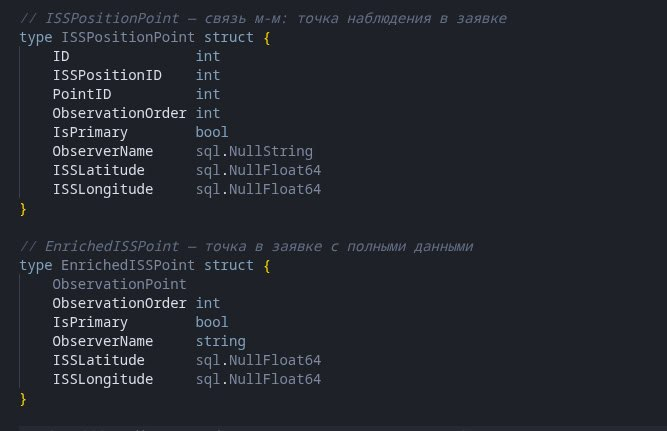 // ISSPositionPoint — связь м-м: точка наблюдения в заявке
type ISSPositionPoint struct {
    ID               int
    ISSPositionID    int
    PointID          int
    ObservationOrder int
    IsPrimary        bool
    ObserverName     sql.NullString
    ISSLatitude      sql.NullFloat64
    ISSLongitude     sql.NullFloat64
}
// EnrichedISSPoint — точка в заявке с полными данными
type EnrichedISSPoint struct {
    ObservationPoint
    ObservationOrder int
    IsPrimary        bool
    ObserverName     string
    ISSLatitude      sql.NullFloat64
    ISSLongitude     sql.NullFloat64
}